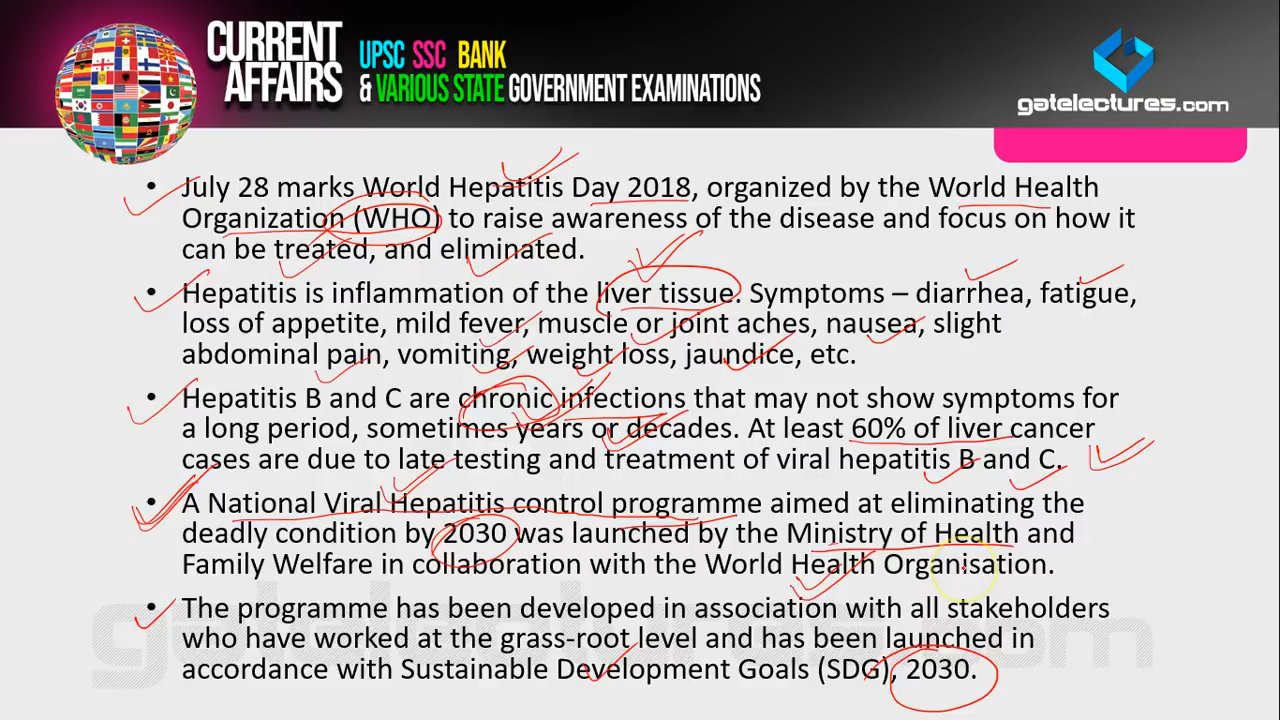 CURRENT
AFFAIRS
UPSC SSC BANK
& VARIOUS STATE GOVERNMENT EXAMINATIONS
gatelectures.com
• July 28 marks World Hepatitis Day 2018, organized by the World Health
Organization (WHO) to raise awareness of the disease and focus on how it
can be treated, and eliminated.
• Hepatitis is inflammation of the liver tissue. Symptoms – diarrhea, fatigue,
loss of appetite, mild fever, muscle or joint aches, nausea, slight
abdominal pain, vomiting, weight loss, jaundice, etc.
• Hepatitis B and C are chronic infections that may not show symptoms for
a long period, sometimes years or decades. At least 60% of liver cancer
cases are due to late testing and treatment of viral hepatitis B and C.
• A National Viral Hepatitis control programme aimed at eliminating the
deadly condition by 2030 was launched by the Ministry of Health and
Family Welfare in collaboration with the World Health Organisation.
• The programme has been developed in association with all stakeholders
who have worked at the grass-root level and has been launched in
accordance with Sustainable Development Goals (SDG), 2030.
gatelectures.com